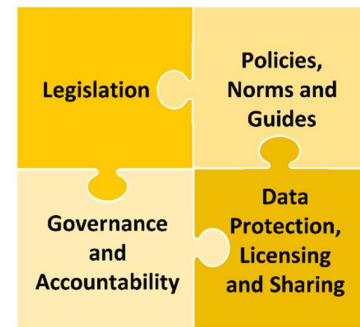 Legislation
Policies,
Norms and
Guides
Governance
and
Accountability
Data
Protection,
Licensing
and Sharing